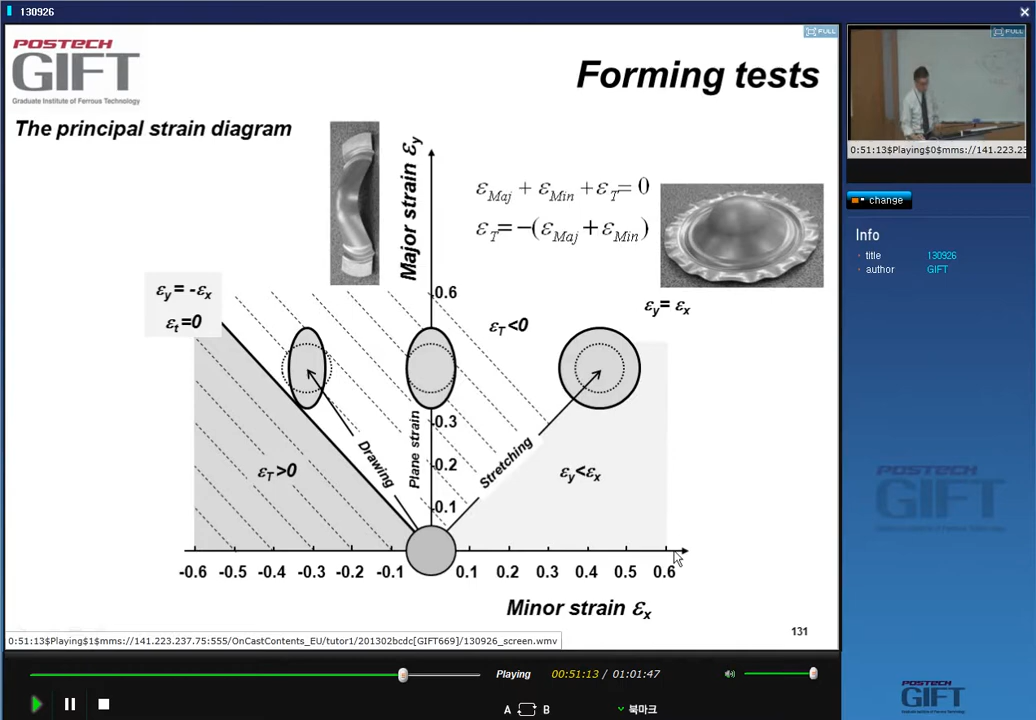 130926
POSTECH
GIFT
Graduate Institute of Ferrous Technology
Forming tests
FULL
FULL
The principal strain diagram
Major strain εy
εMaj + εMin + εT= 0
εT= −(εMaj + εMin)
εy= εx
εy= -εx
εt=0
0.6
εT<0
0.3
0.2
0.1
Drawing
Plane strain
Stretching
εT>0
εy<εx
-0.6 -0.5 -0.4 -0.3 -0.2 -0.1 0.1 0.2 0.3 0.4 0.5 0.6
Minor strain εx
131
0:51:13$Playing$1$mms://141.223.237.75:555/OnCastContents_EU/tutor1/201302bcdc[GIFT669]/130926_screen.wmv
Playing
00:51:13 / 01:01:47
A B
북마크
0:51:13$Playing$0$mms://141.223.23
change
Info
title 130926
author GIFT
POSTECH
GIFT
POSTECH
GIFT